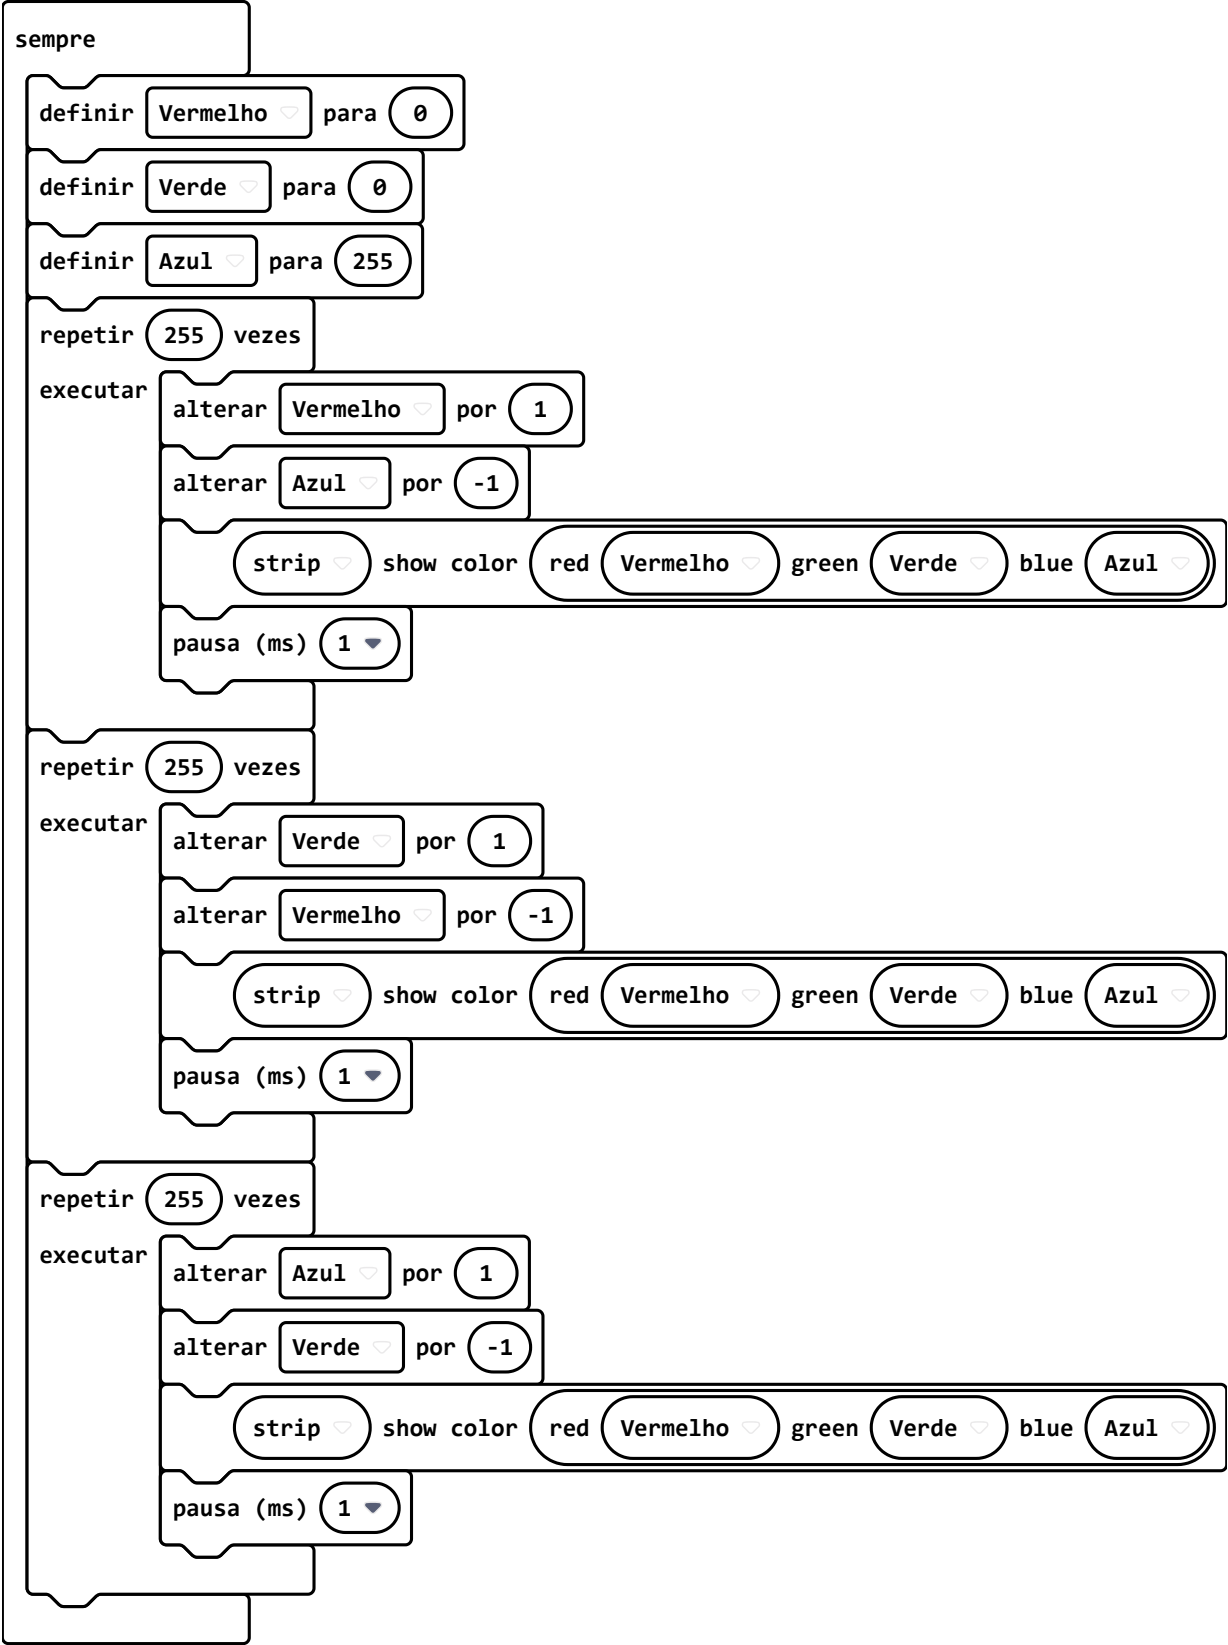 sempre
definir Vermelho para 0
definir Verde para 0
definir Azul para 255
repetir 255 vezes
executar
alterar Vermelho por 1
alterar Azul por -1
strip show color red Vermelho green Verde blue Azul
pausa (ms) 1
repetir 255 vezes
executar
alterar Verde por 1
alterar Vermelho por -1
strip show color red Vermelho green Verde blue Azul
pausa (ms) 1
repetir 255 vezes
executar
alterar Azul por 1
alterar Verde por -1
strip show color red Vermelho green Verde blue Azul
pausa (ms) 1